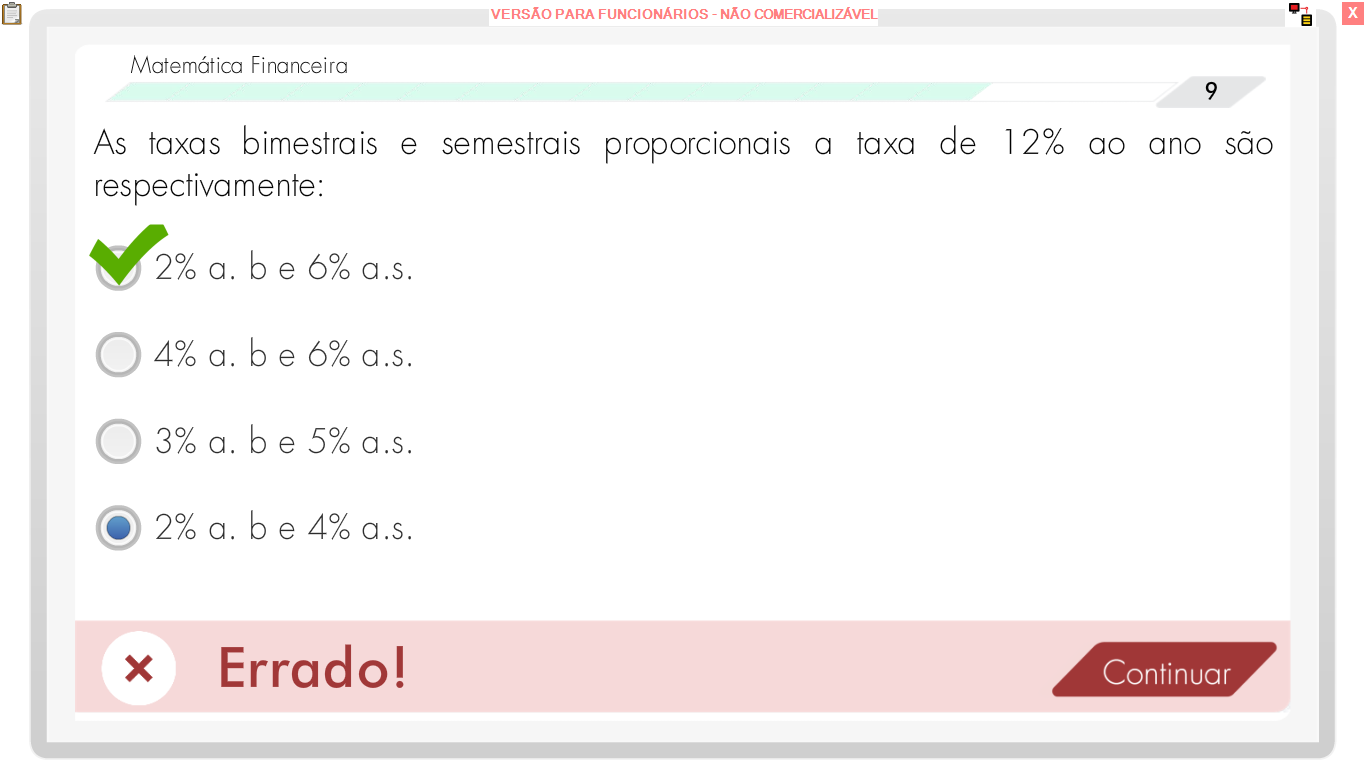 VERSÃO PARA FUNCIONÁRIOS - NÃO COMERCIALIZÁVEL
X
Matemática Financeira
9
As taxas bimestrais e semestrais proporcionais a taxa de 12% ao ano são
respectivamente:
2% a. b e 6% a.s.
4% a. b e 6% a.s.
3% a. b e 5% a.s.
2% a. b e 4% a.s.
Errado!
Continuar